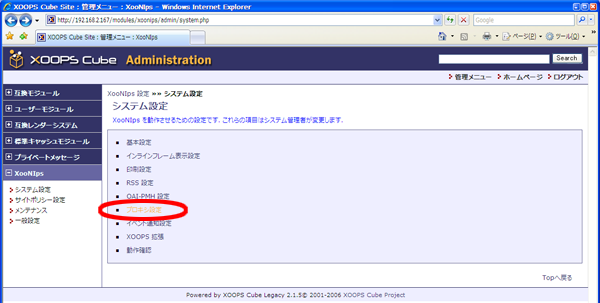 XOOPS Cube Site : 管理メニュー : XooNIps - Windows Internet Explorer
http://192.168.2.167/modules/xoonips/admin/system.php
Google
XOOPS Cube Site : 管理メニュー : XooNIps
ページ(P)
ツール(O)
XOOPS Cube Administration
Search
管理メニュー ホームページ ログアウト
互換モジュール
ユーザーモジュール
互換レンダーシステム
標準キャッシュモジュール
プライベートメッセージ
XooNIps
システム設定
サイトポリシー設定
メンテナンス
一般設定
XooNIps 設定 »» システム設定
システム設定
XooNIps を動作させるための設定です. これらの項目はシステム管理者が変更します.
基本設定
インラインフレーム表示設定
印刷設定
RSS 設定
OAI-PMH 設定
プロキシ設定
イベント通知設定
XOOPS 拡張
動作確認
Topへ戻る
Powered by XOOPS Cube Legacy 2.1.5© 2001-2006 XOOPS Cube Project